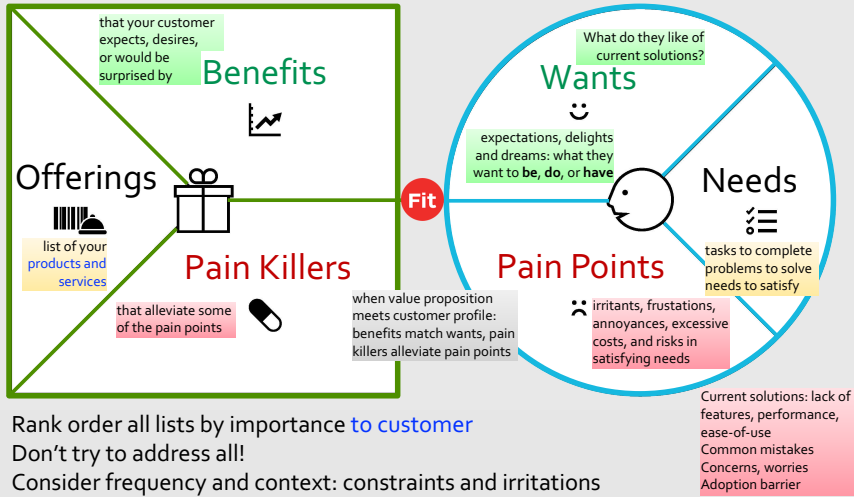 that your customer
expects, desires,
or would be
surprised by
Benefits
Offerings
list of your
products and
services
Pain Killers
that alleviate some
of the pain points
Fit
when value proposition
meets customer profile:
benefits match wants, pain
killers alleviate pain points
What do they like of
current solutions?
Wants
expectations, delights
and dreams: what they
want to be, do, or have
Needs
tasks to complete
problems to solve
needs to satisfy
Pain Points
irritants, frustations,
annoyances, excessive
costs, and risks in
satisfying needs
Current solutions: lack of
features, performance,
ease-of-use
Common mistakes
Concerns, worries
Adoption barrier
Rank order all lists by importance to customer
Don't try to address all!
Consider frequency and context: constraints and irritations